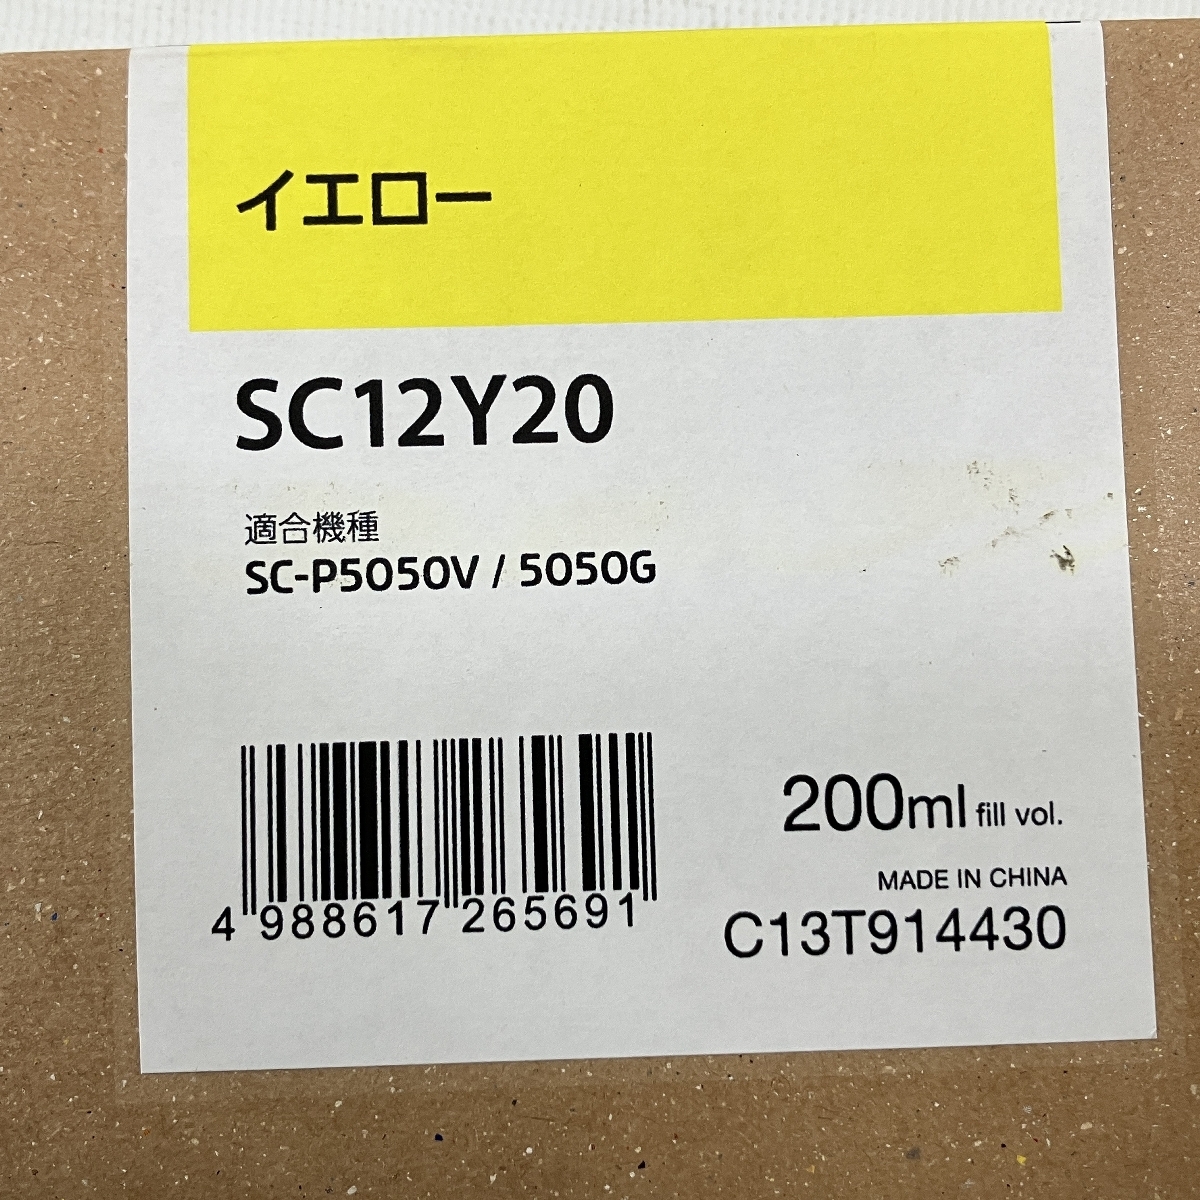 イエロー
SC12Y20
適合機種
SC-P5050V / 5050G
4 988617 265691
200ml fill vol.
MADE IN CHINA
C13T914430